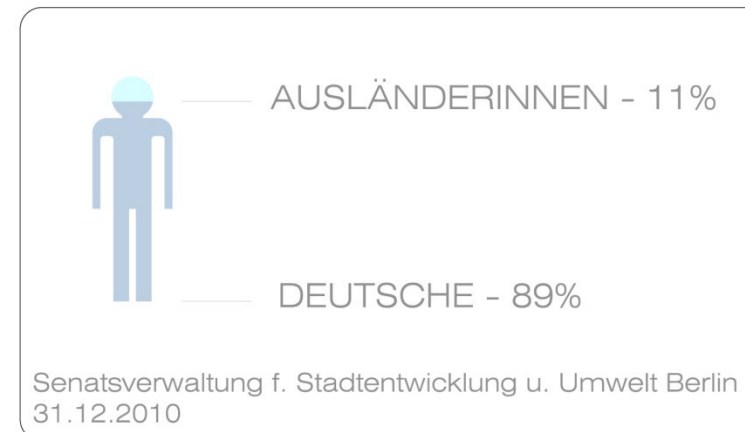 AUSLÄNDERINNEN - 11%
DEUTSCHE - 89%
Senatsverwaltung f. Stadtentwicklung u. Umwelt Berlin
31.12.2010